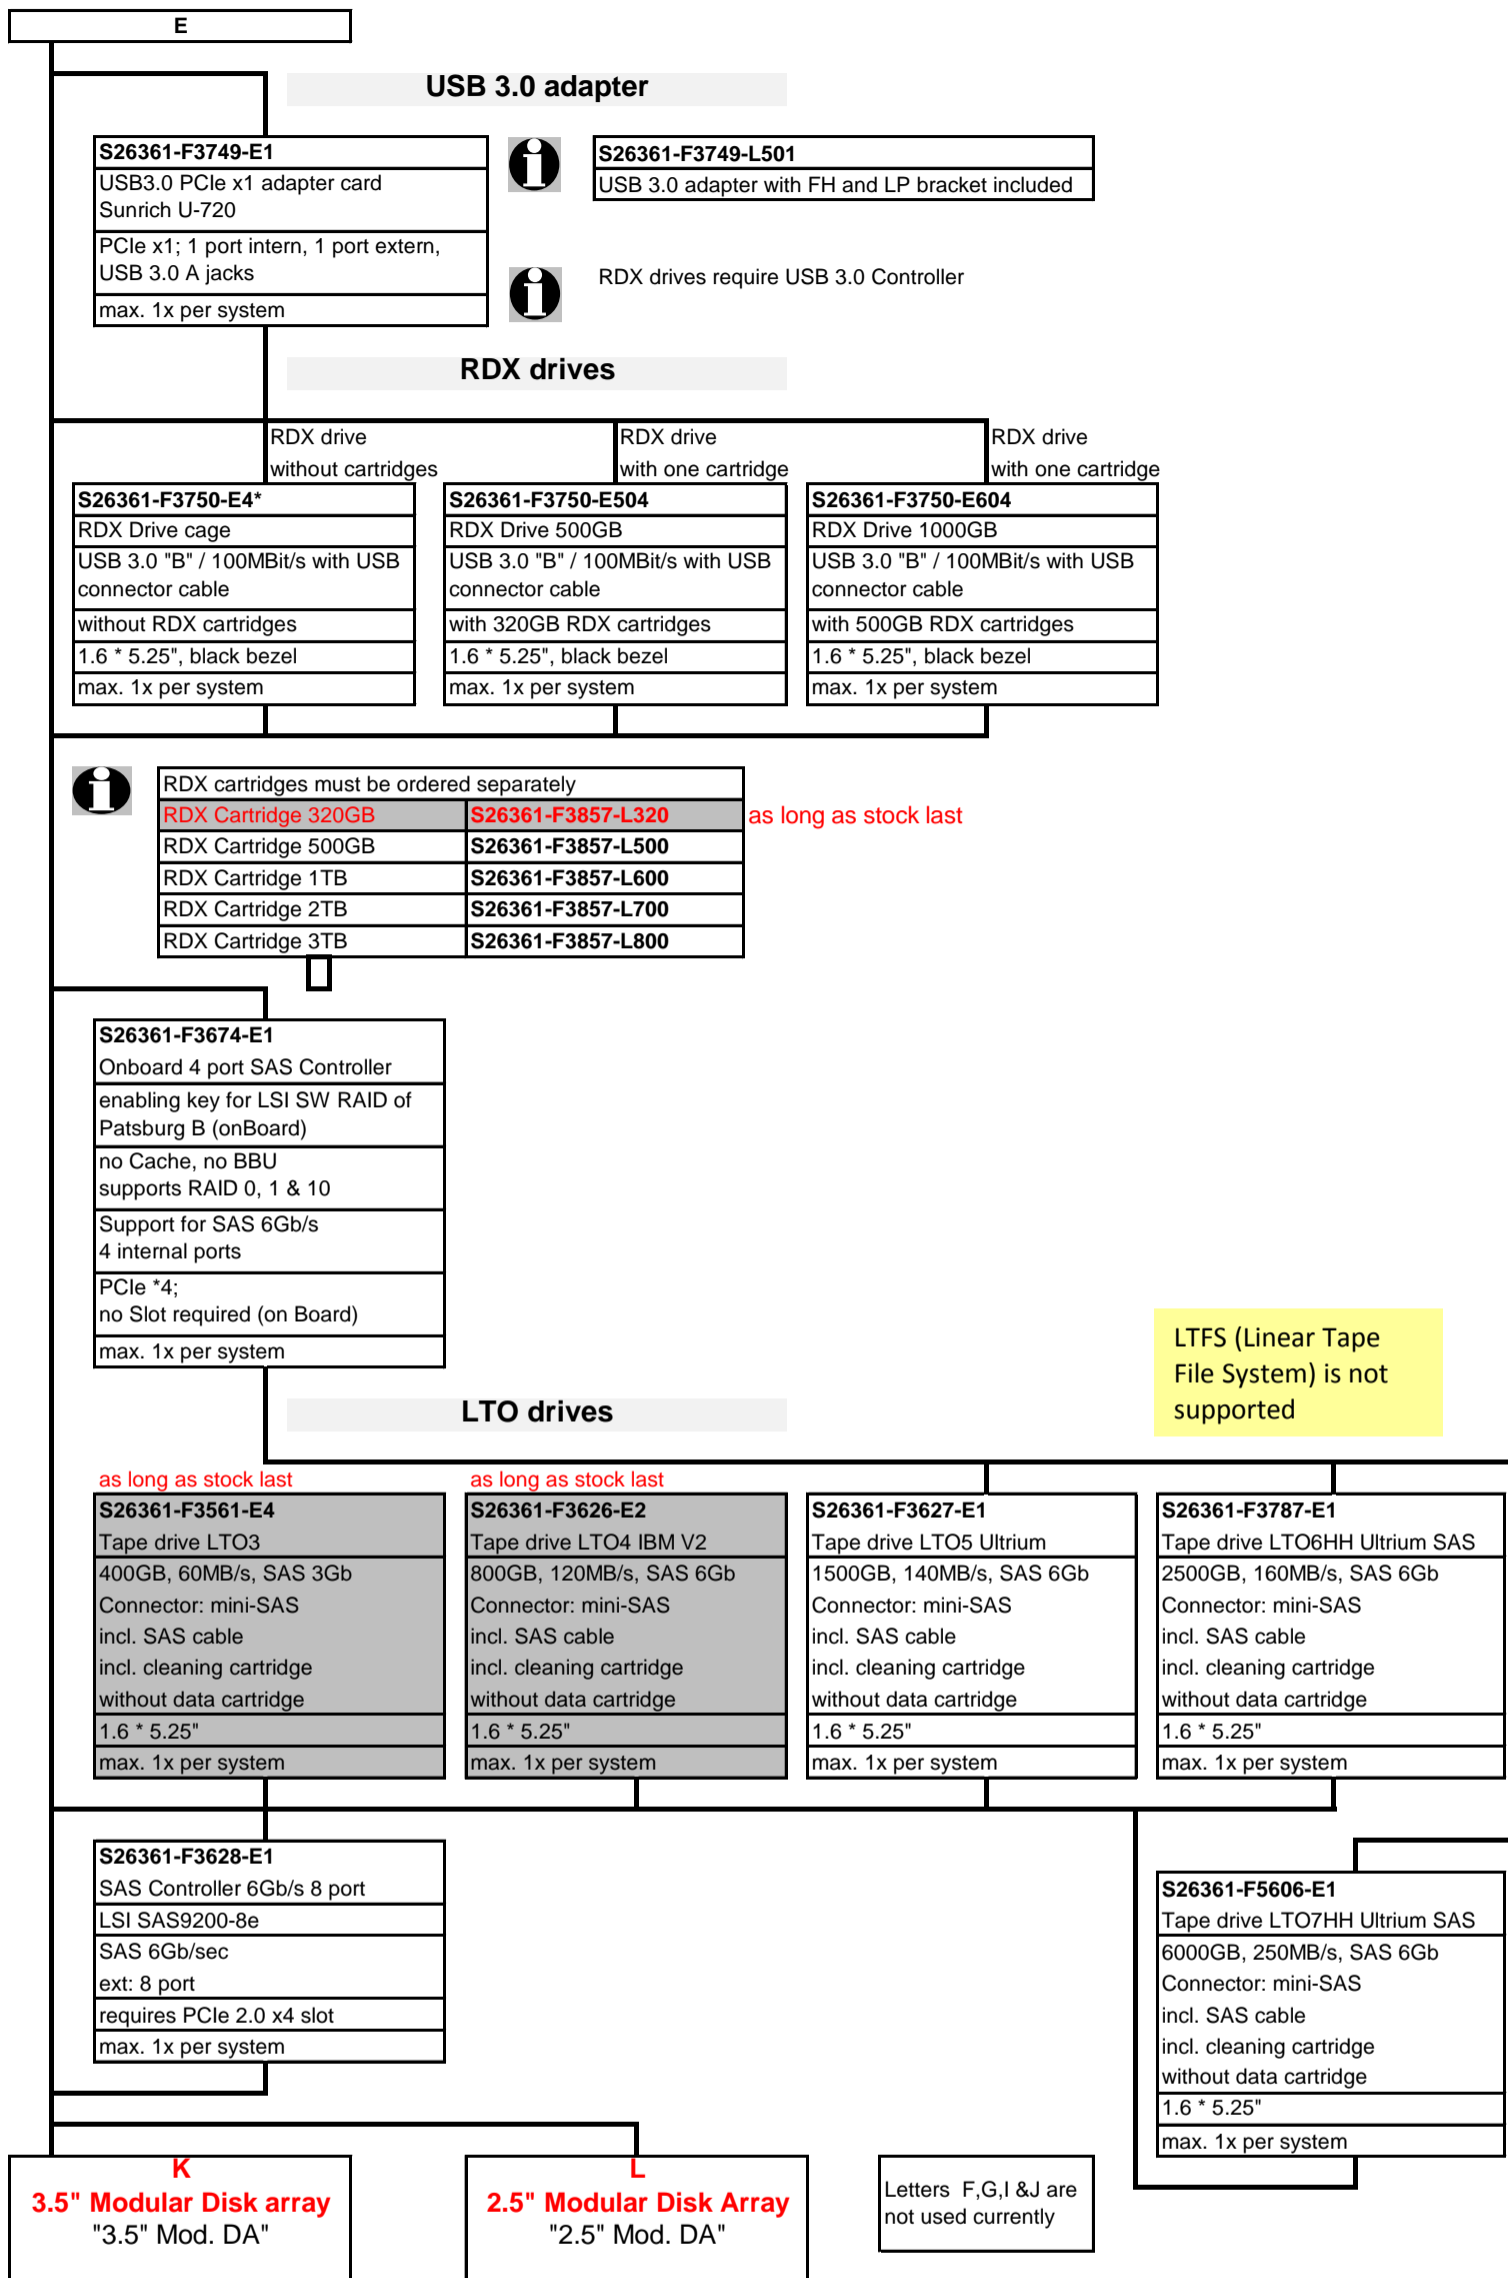 E
USB 3.0 adapter
S26361-F3749-E1
USB3.0 PCIe x1 adapter card
Sunrich U-720
PCIe x1; 1 port intern, 1 port extern,
USB 3.0 A jacks
max. 1x per system
S26361-F3749-L501
USB 3.0 adapter with FH and LP bracket included
RDX drives require USB 3.0 Controller
RDX drives
RDX drive
without cartridges
RDX drive
with one cartridge
RDX drive
with one cartridge
S26361-F3750-E4*
RDX Drive cage
USB 3.0 "B" / 100MBit/s with USB
connector cable
without RDX cartridges
1.6 * 5.25", black bezel
max. 1x per system
S26361-F3750-E504
RDX Drive 500GB
USB 3.0 "B" / 100MBit/s with USB
connector cable
with 320GB RDX cartridges
1.6 * 5.25", black bezel
max. 1x per system
S26361-F3750-E604
RDX Drive 1000GB
USB 3.0 "B" / 100MBit/s with USB
connector cable
with 500GB RDX cartridges
1.6 * 5.25", black bezel
max. 1x per system
RDX cartridges must be ordered separately
RDX Cartridge 320GB S26361-F3857-L320 as long as stock last
RDX Cartridge 500GB S26361-F3857-L500
RDX Cartridge 1TB S26361-F3857-L600
RDX Cartridge 2TB S26361-F3857-L700
RDX Cartridge 3TB S26361-F3857-L800
S26361-F3674-E1
Onboard 4 port SAS Controller
enabling key for LSI SW RAID of
Patsburg B (onBoard)
no Cache, no BBU
supports RAID 0, 1 & 10
Support for SAS 6Gb/s
4 internal ports
PCIe *4;
no Slot required (on Board)
max. 1x per system
LTFS (Linear Tape
File System) is not
supported
LTO drives
as long as stock last
S26361-F3561-E4
Tape drive LTO3
400GB, 60MB/s, SAS 3Gb
Connector: mini-SAS
incl. SAS cable
incl. cleaning cartridge
without data cartridge
1.6 * 5.25"
max. 1x per system
as long as stock last
S26361-F3626-E2
Tape drive LTO4 IBM V2
800GB, 120MB/s, SAS 6Gb
Connector: mini-SAS
incl. SAS cable
incl. cleaning cartridge
without data cartridge
1.6 * 5.25"
max. 1x per system
S26361-F3627-E1
Tape drive LTO5 Ultrium
1500GB, 140MB/s, SAS 6Gb
Connector: mini-SAS
incl. SAS cable
incl. cleaning cartridge
without data cartridge
1.6 * 5.25"
max. 1x per system
S26361-F3787-E1
Tape drive LTO6HH Ultrium SAS
2500GB, 160MB/s, SAS 6Gb
Connector: mini-SAS
incl. SAS cable
incl. cleaning cartridge
without data cartridge
1.6 * 5.25"
max. 1x per system
S26361-F3628-E1
SAS Controller 6Gb/s 8 port
LSI SAS9200-8e
SAS 6Gb/sec
ext: 8 port
requires PCIe 2.0 x4 slot
max. 1x per system
S26361-F5606-E1
Tape drive LTO7HH Ultrium SAS
6000GB, 250MB/s, SAS 6Gb
Connector: mini-SAS
incl. SAS cable
incl. cleaning cartridge
without data cartridge
1.6 * 5.25"
max. 1x per system
K
3.5" Modular Disk array
"3.5" Mod. DA"
L
2.5" Modular Disk Array
"2.5" Mod. DA"
Letters F,G,I &J are
not used currently